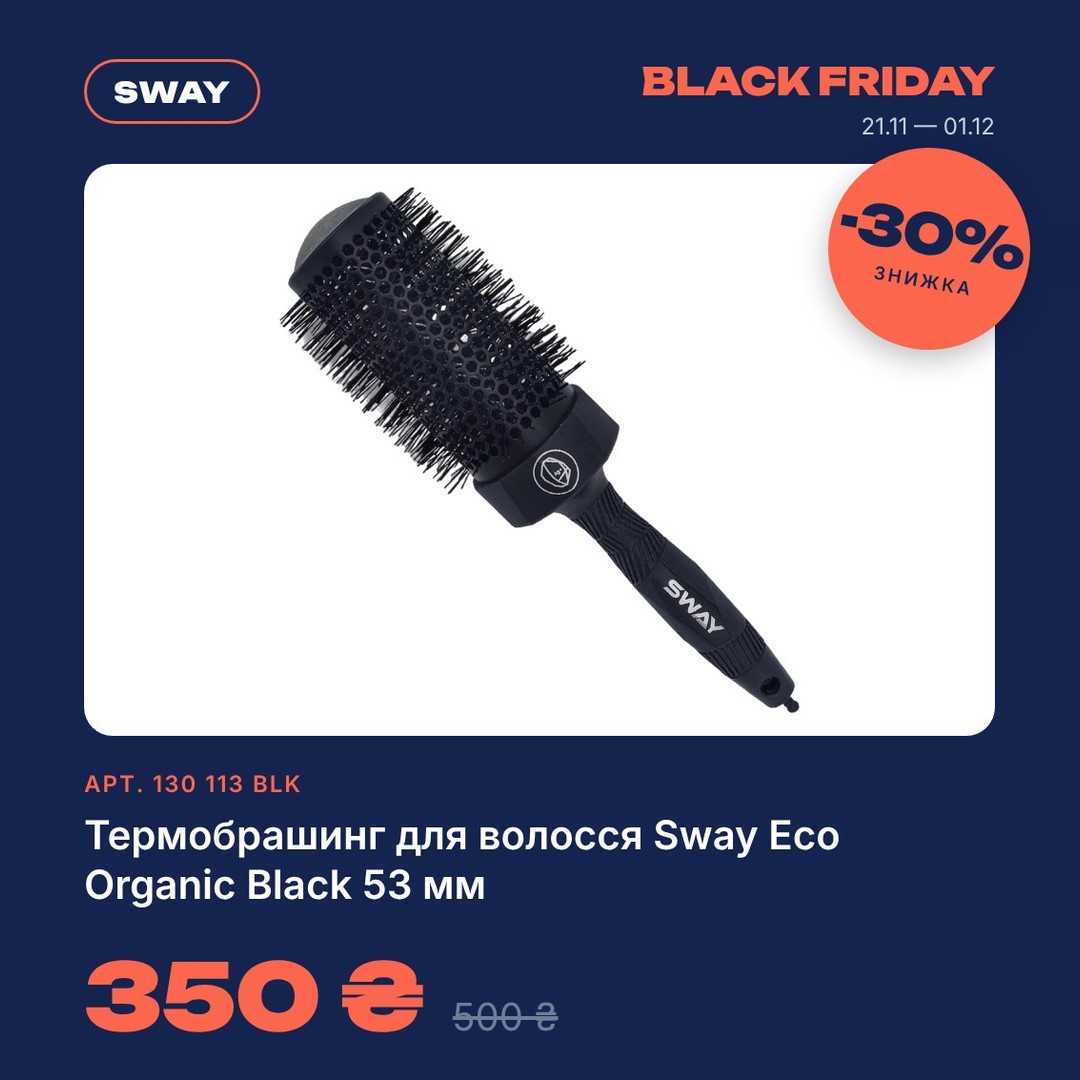 SWAY
BLACK FRIDAY
21.11 — 01.12
-30%
ЗНИЖКА
SWAY
АРТ. 130 113 BLK
Термобрашинг для волосся Sway Eco
Organic Black 53 мм
350 ₴
500 ₴